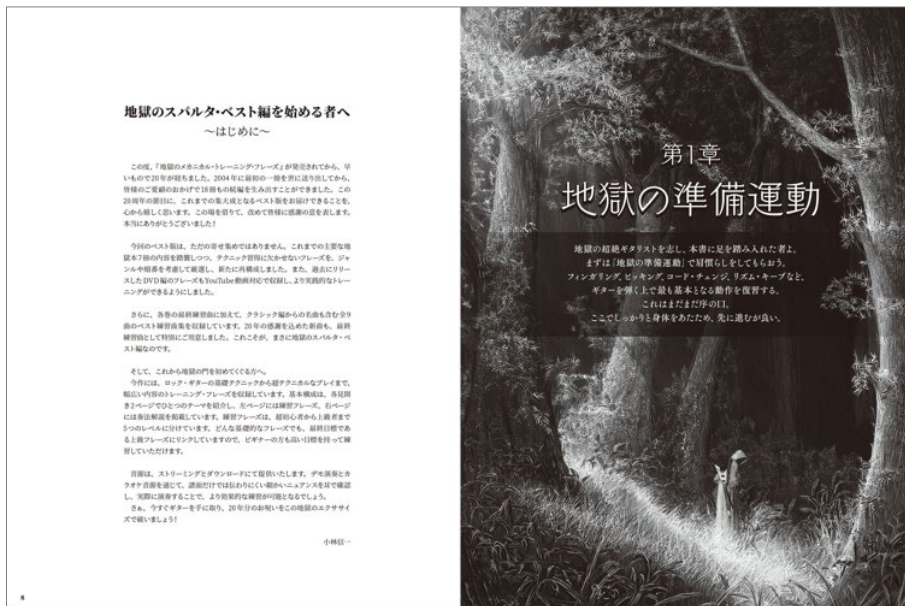 地獄のスパルタ・ベスト編を始める者へ
〜はじめに〜
この度、「地獄のメカニカル・トレーニング・フレーズ」が発売されてから、早
いもので20年が経ちました。2004年に最初の一冊を世に送り出してから、
皆様のご愛顧のおかげで18冊もの続編を生み出すことができました。この
20周年の節目に、これまでの集大成となるベスト版をお届けできることを、
心から嬉しく思います。この場を借りて、改めて皆様に感謝の意を表します。
本当にありがとうございました！
今回のベスト版は、ただの寄せ集めではありません。これまでの主要な地
獄本7冊の内容を踏襲しつつ、テクニック習得に欠かせないフレーズを、ジャ
ンルや順番を考慮して厳選し、新たに再構成しました。また、過去にリリー
スしたDVD編のフレーズもYouTube動画対応で収録し、より実践的なトレー
ニングができるようにしました。
さらに、各巻の最終練習曲に加えて、クラシック編からの名曲も含む全9
曲のベスト練習曲集を収録しています。20年の感謝を込めた新曲も、最終
練習曲として特別にご用意しました。これこそが、まさに地獄のスパルタ・ベ
スト編なのです。
そして、これから地獄の門を初めてくぐる方へ。
今作には、ロック・ギターの基礎テクニックから超テクニカルなプレイまで、
幅広い内容のトレーニング・フレーズを収録しています。基本構成は、各見開
き2ページでひとつのテーマを紹介し、左ページには練習フレーズ、右ページ
には奏法解説を掲載しています。練習フレーズは、超初心者から上級者まで
5つのレベルに分けています。どんな基礎的なフレーズでも、最終目標であ
る上級フレーズにリンクしていますので、ビギナーの方も高い目標を持って練
習していただけます。
音源は、ストリーミングとダウンロードにて提供いたします。デモ演奏とカ
ラオケ音源を通じて、譜面だけでは伝わりにくい細かいニュアンスを耳で確認
し、実際に演奏することで、より効果的な練習が可能となるでしょう。
さぁ、今すぐギターを手に取り、20年分のお祝いをこの地獄のエクササイ
ズで祓いましょう！
小林信一
8
第1章
地獄の準備運動
地獄の超絶ギタリストを志し、本書に足を踏み入れた者よ。
まずは「地獄の準備運動」で肩慣らしをしてもらおう。
フィンガリング、ピッキング、コード・チェンジ、リズム・キープなど、
ギターを弾く上で最も基本となる動作を復習する。
これはまだまだ序の口。
ここでしっかりと身体をあたため、先に進むが良い。